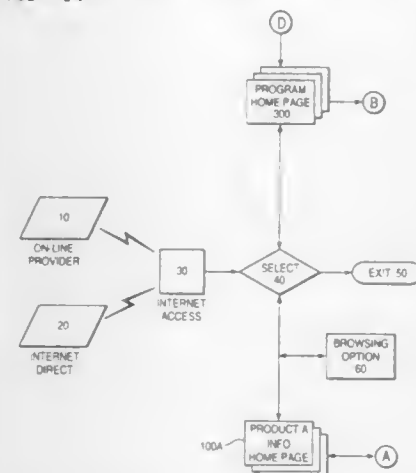 D
PROGRAM
HOME PAGE
300
B
10
ON-LINE
PROVIDER
30
INTERNET
ACCESS
SELECT
40
EXIT 50
20
INTERNET
DIRECT
BROWSING
OPTION
60
100A
PRODUCT A
INFO
HOME PAGE
A